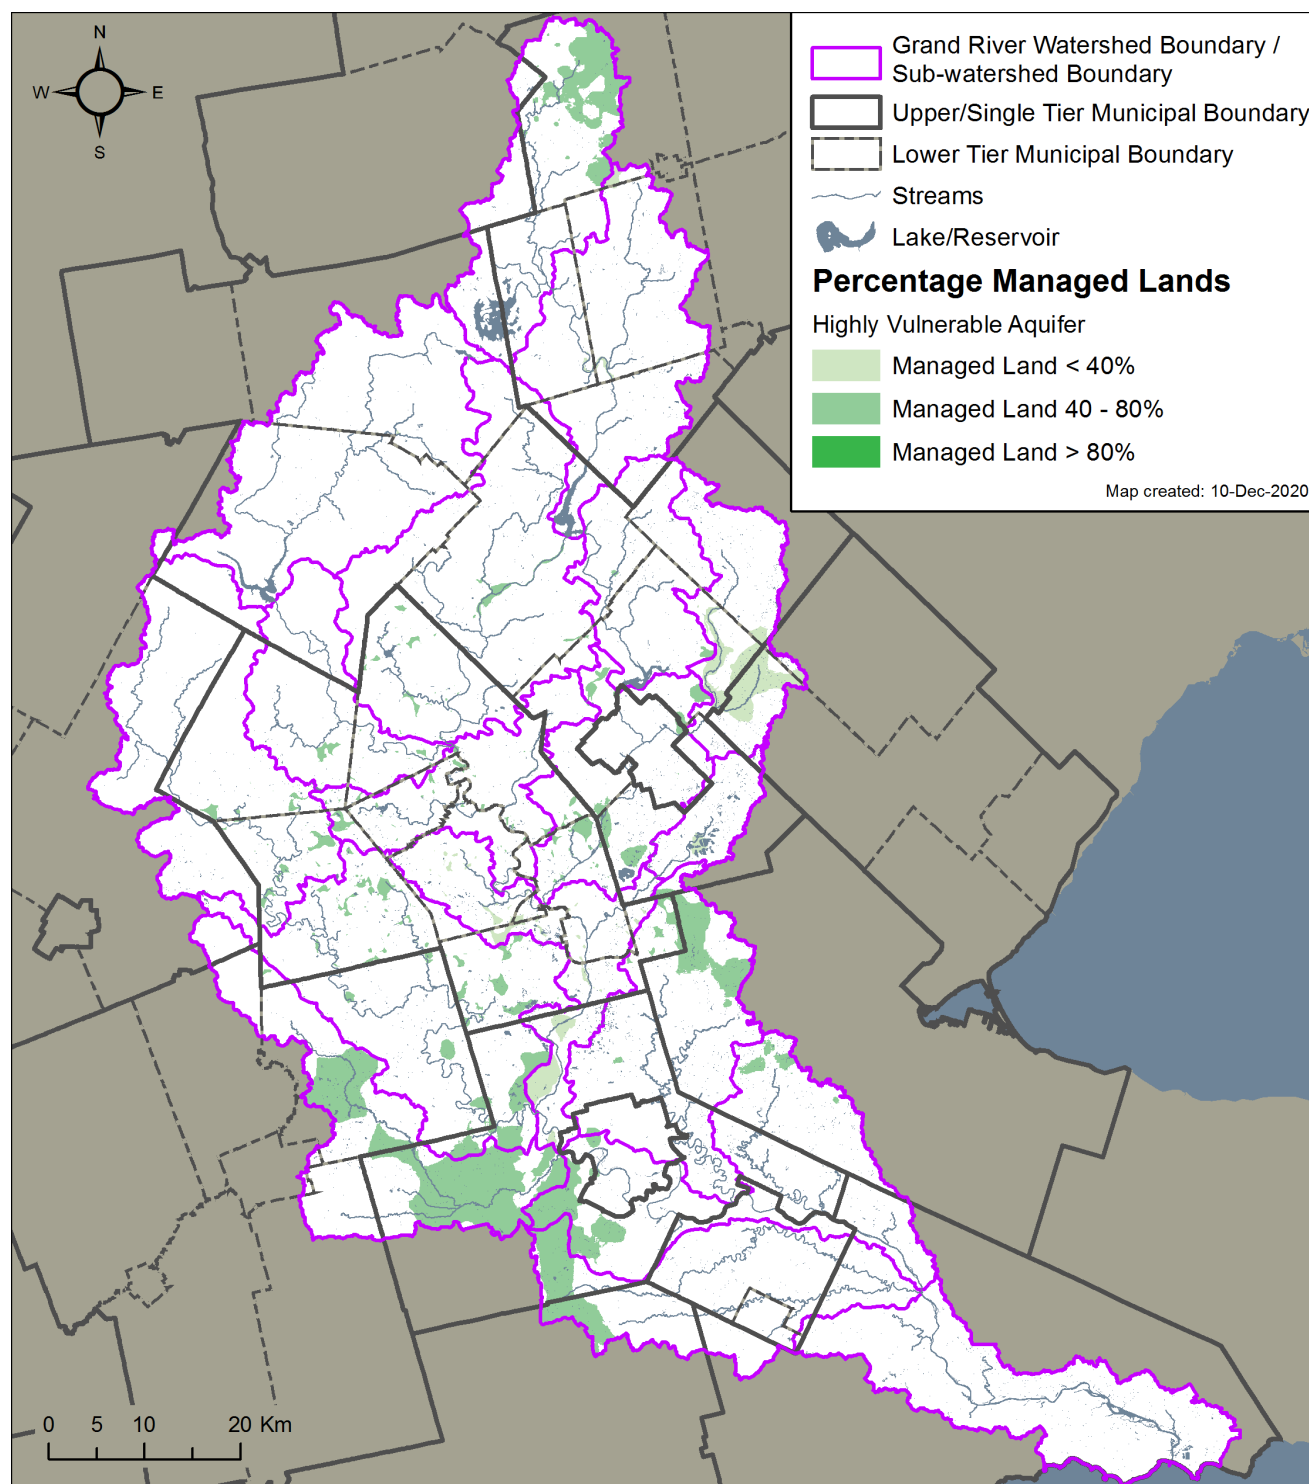 N
W
E
S
Grand River Watershed Boundary /
Sub-watershed Boundary
Upper/Single Tier Municipal Boundary
Lower Tier Municipal Boundary
Streams
Lake/Reservoir
Percentage Managed Lands
Highly Vulnerable Aquifer
Managed Land < 40%
Managed Land 40 - 80%
Managed Land > 80%
Map created: 10-Dec-2020
0 5 10 20 Km